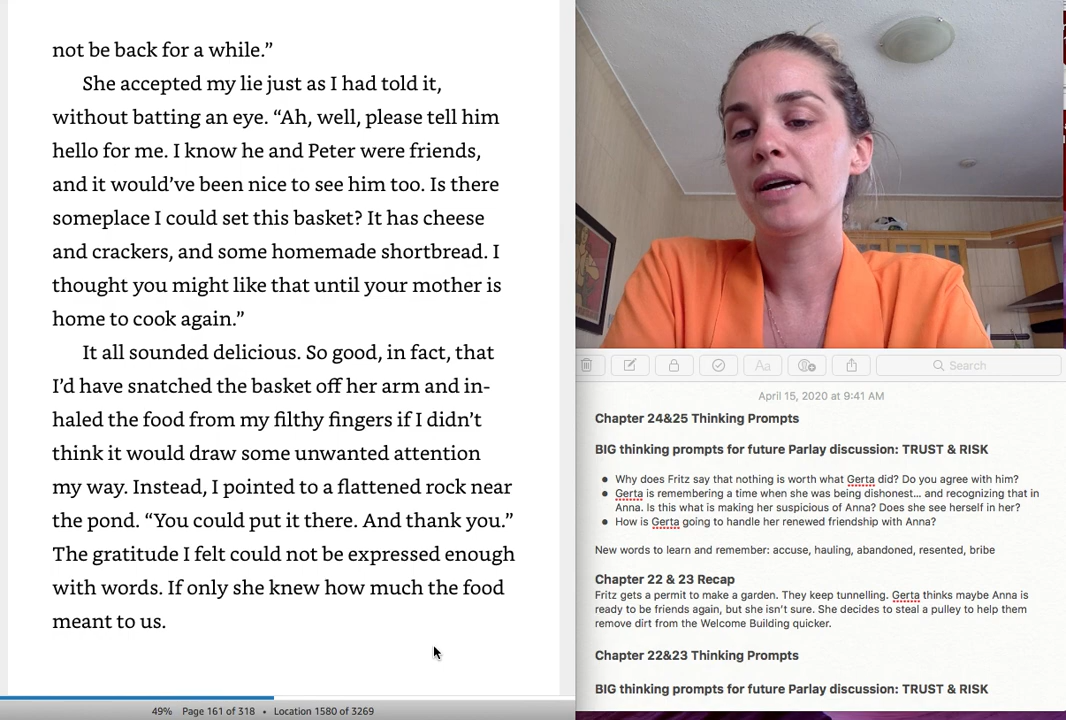 not be back for a while.”
She accepted my lie just as I had told it,
without batting an eye. “Ah, well, please tell him
hello for me. I know he and Peter were friends,
and it would’ve been nice to see him too. Is there
someplace I could set this basket? It has cheese
and crackers, and some homemade shortbread. I
thought you might like that until your mother is
home to cook again.”
It all sounded delicious. So good, in fact, that
I’d have snatched the basket off her arm and in-
haled the food from my filthy fingers if I didn’t
think it would draw some unwanted attention
my way. Instead, I pointed to a flattened rock near
the pond. “You could put it there. And thank you.”
The gratitude I felt could not be expressed enough
with words. If only she knew how much the food
meant to us.
49% Page 161 of 318 • Location 1580 of 3269
Aa
Search
April 15, 2020 at 9:41 AM
Chapter 24&25 Thinking Prompts
BIG thinking prompts for future Parlay discussion: TRUST & RISK
• Why does Fritz say that nothing is worth what Gerta did? Do you agree with him?
• Gerta is remembering a time when she was being dishonest... and recognizing that in
Anna. Is this what is making her suspicious of Anna? Does she see herself in her?
• How is Gerta going to handle her renewed friendship with Anna?
New words to learn and remember: accuse, hauling, abandoned, resented, bribe
Chapter 22 & 23 Recap
Fritz gets a permit to make a garden. They keep tunnelling. Gerta thinks maybe Anna is
ready to be friends again, but she isn’t sure. She decides to steal a pulley to help them
remove dirt from the Welcome Building quicker.
Chapter 22&23 Thinking Prompts
BIG thinking prompts for future Parlay discussion: TRUST & RISK